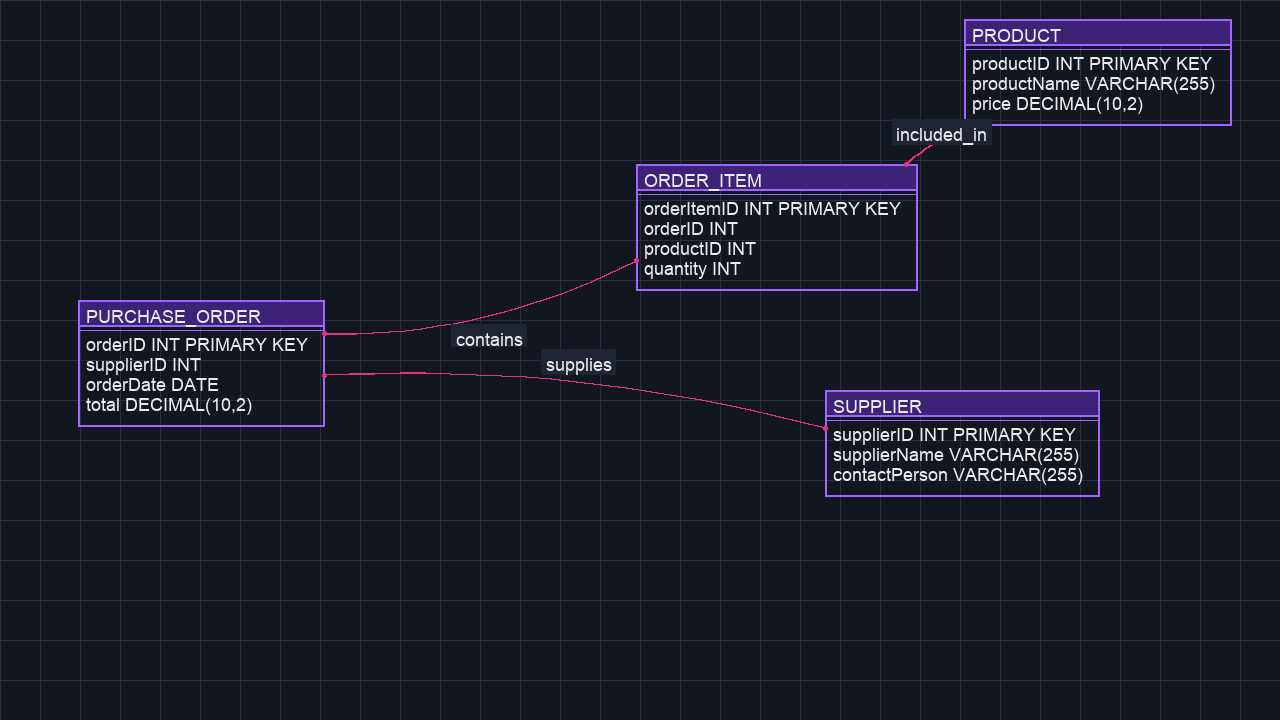 PRODUCT
productID INT PRIMARY KEY
productName VARCHAR(255)
price DECIMAL(10,2)
included_in
ORDER_ITEM
orderItemID INT PRIMARY KEY
orderID INT
productID INT
quantity INT
PURCHASE_ORDER
orderID INT PRIMARY KEY
supplierID INT
orderDate DATE
total DECIMAL(10,2)
contains
supplies
SUPPLIER
supplierID INT PRIMARY KEY
supplierName VARCHAR(255)
contactPerson VARCHAR(255)